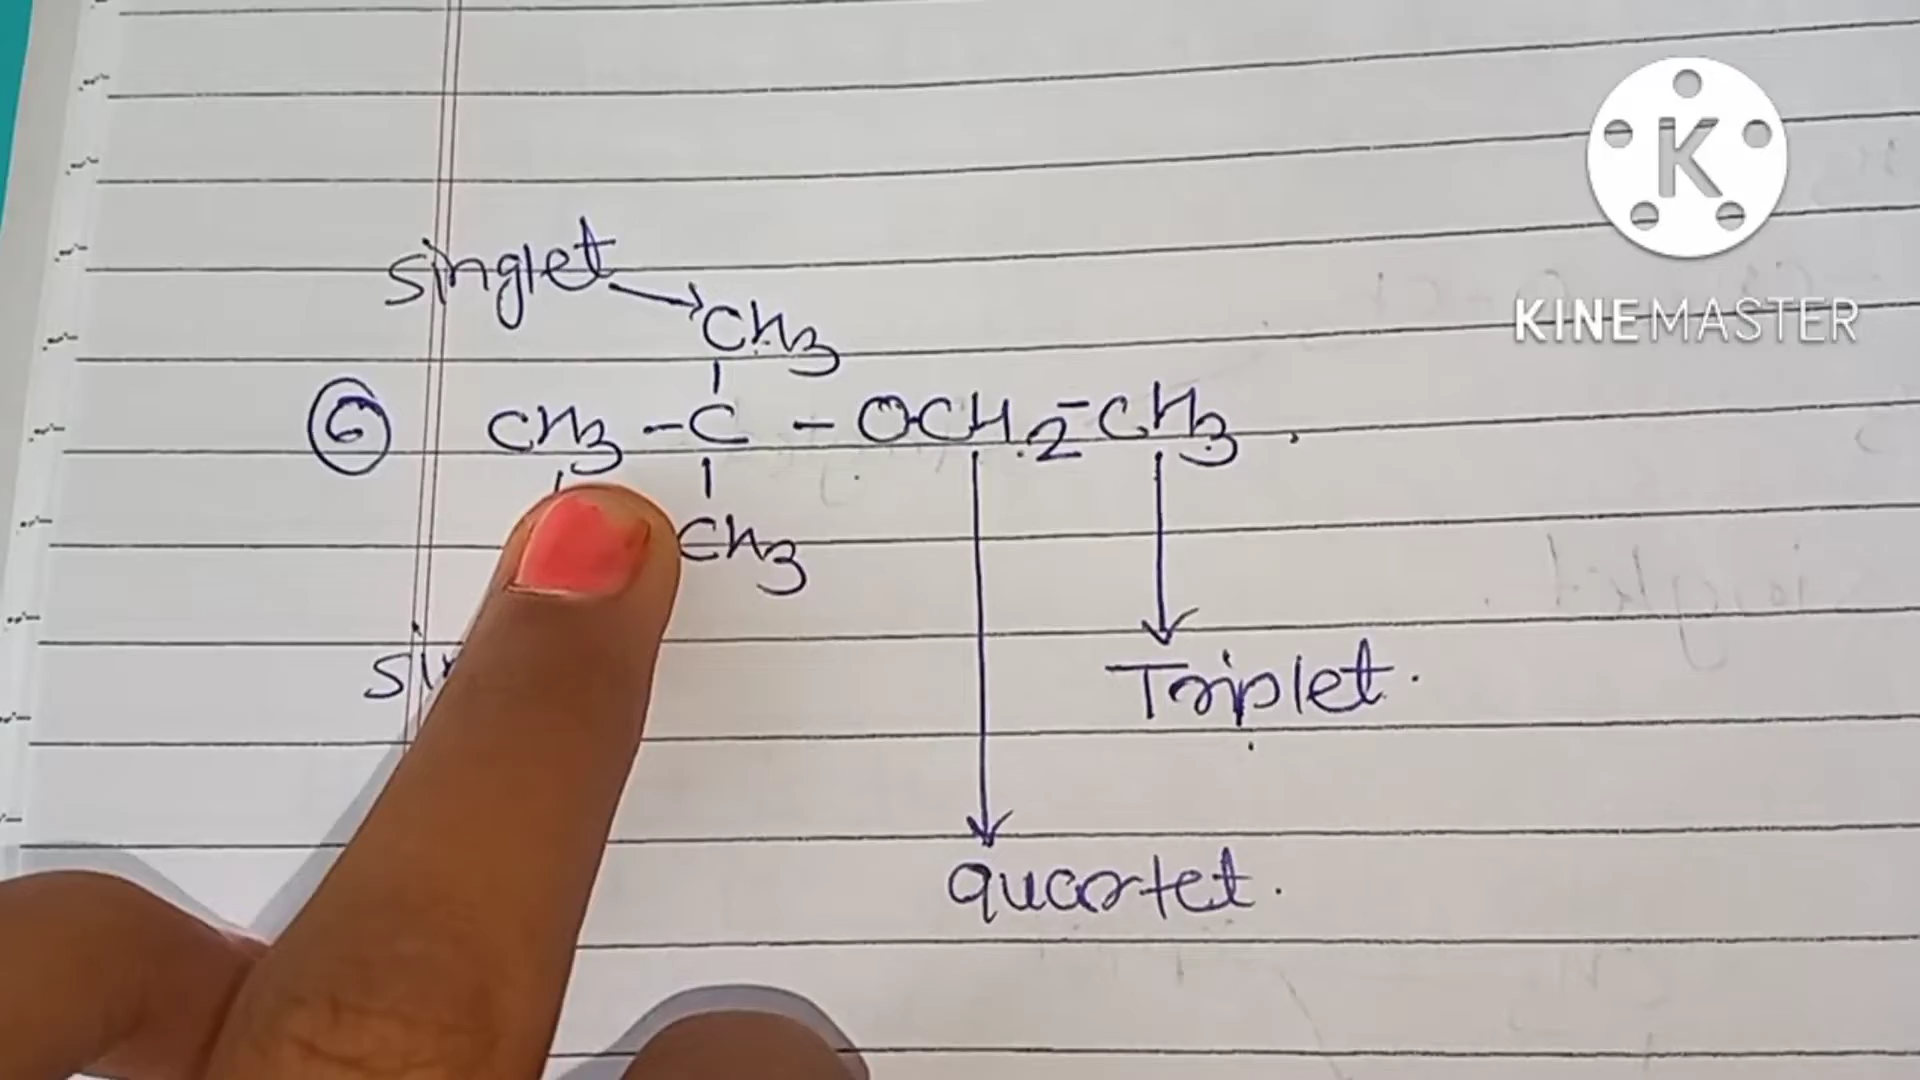 singlet
CH3
6 CH3 - C - OCH2 - CH3
CH3
Triplet.
quartet.
K
KINEMASTER